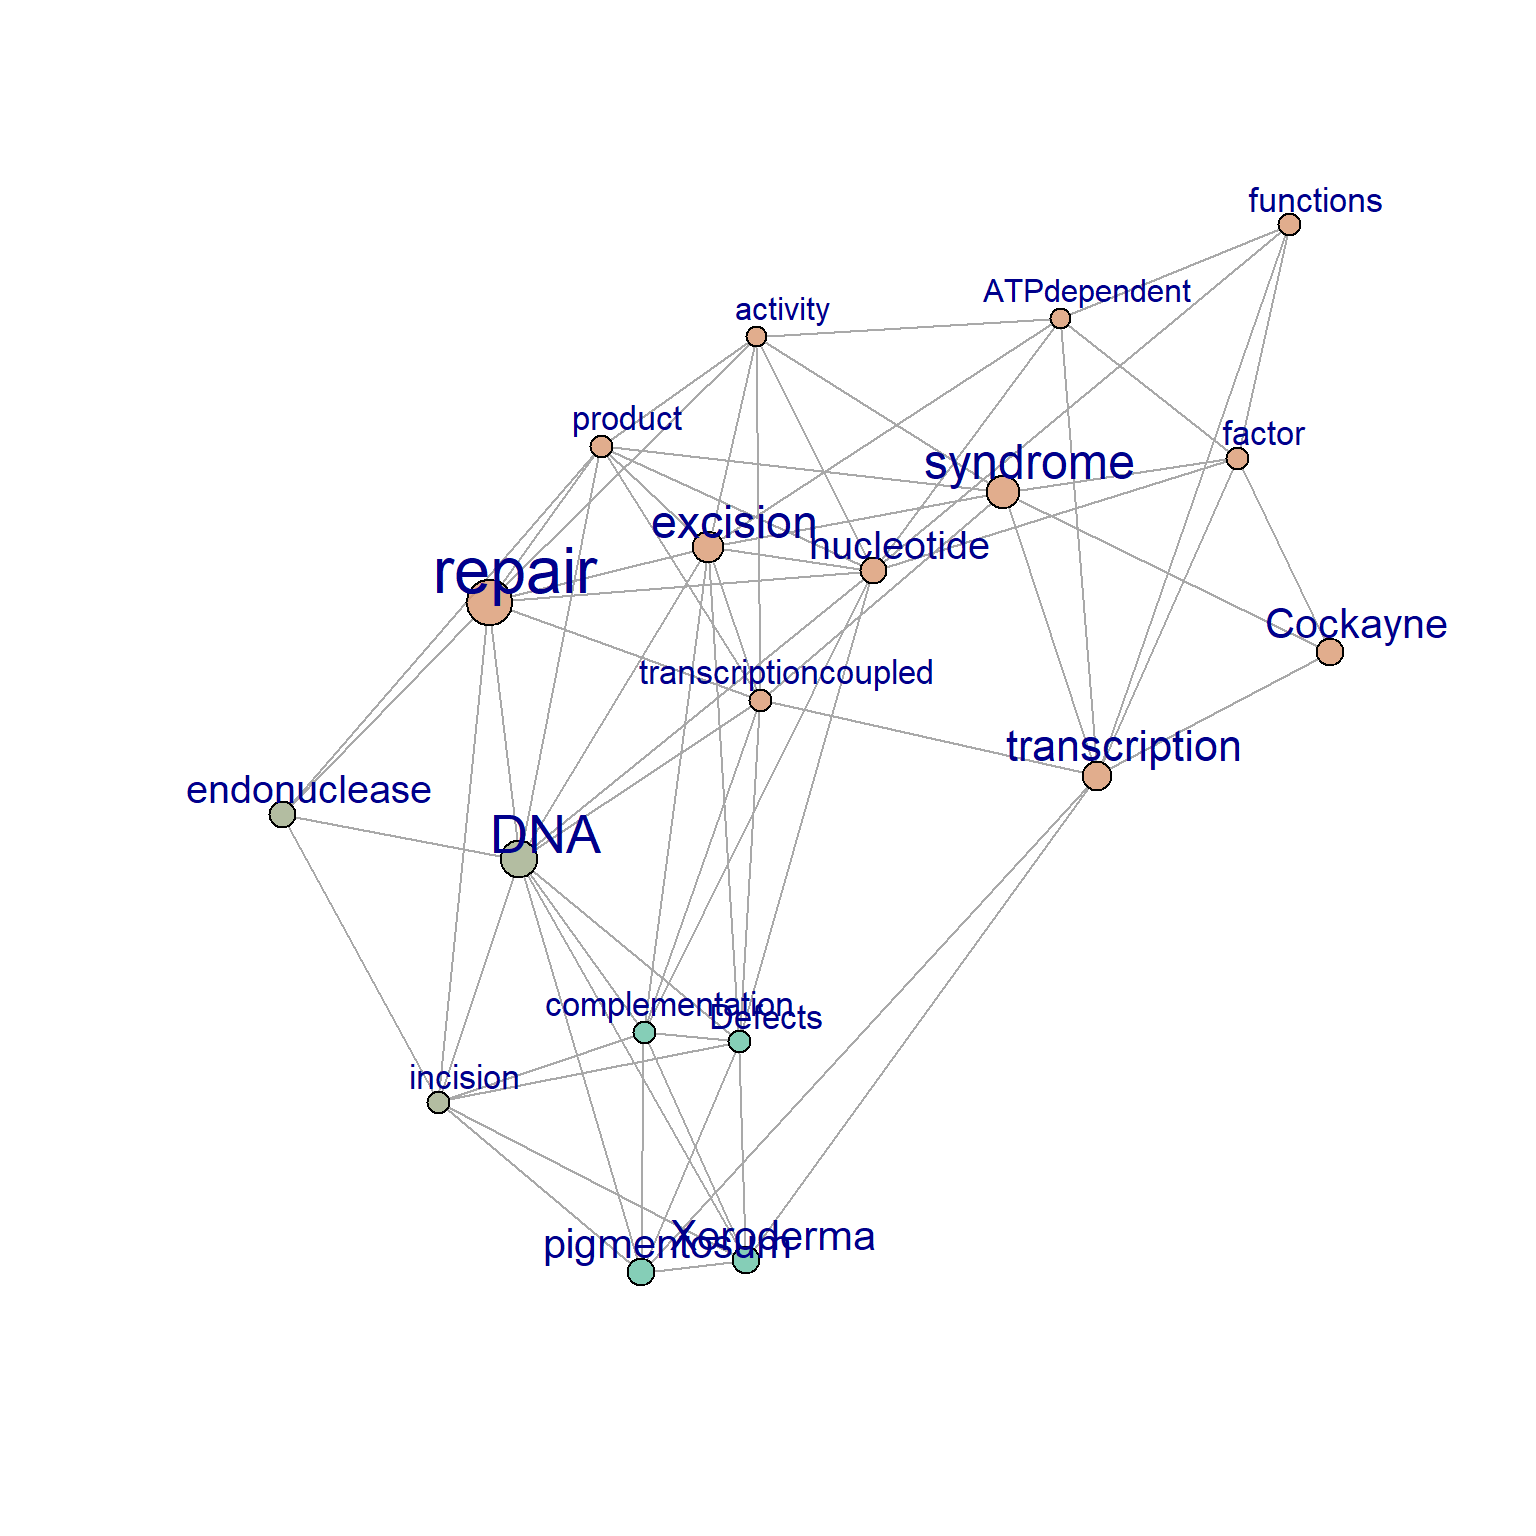 functions
ATPdependent
activity
product
factor
syndrome
excision
nucleotide
repair
Cockayne
transcriptioncoupled
transcription
endonuclease
DNA
complementation
Defects
incision
Xeroderma
pigmentosum